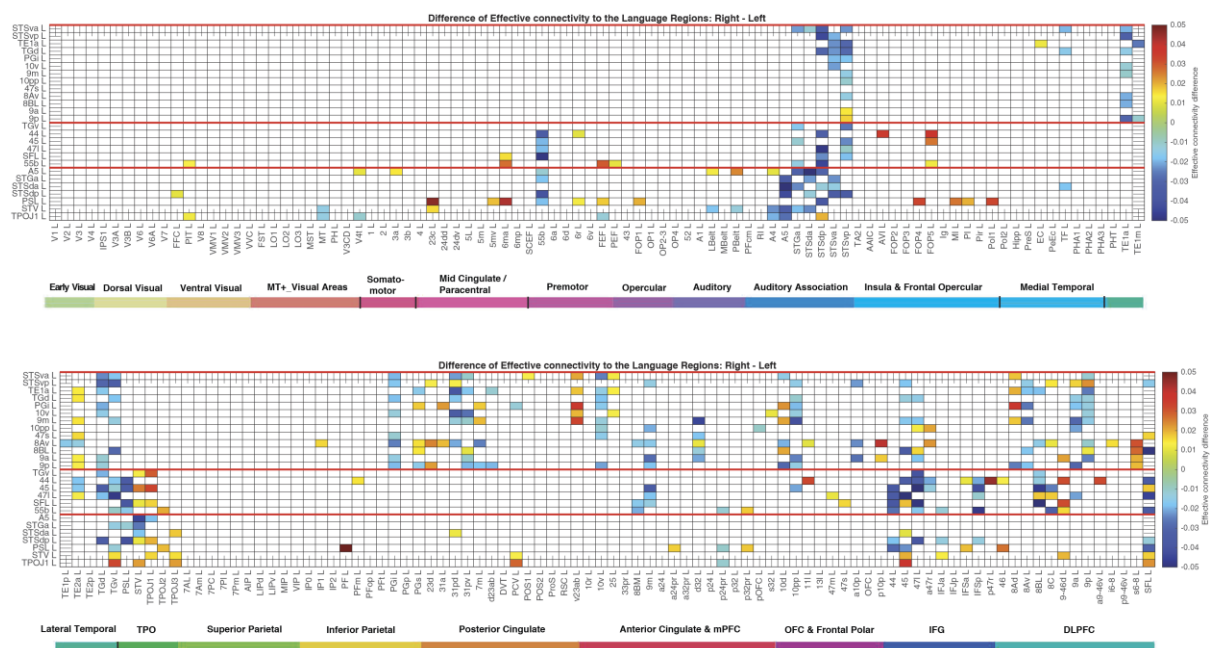 Difference of Effective connectivity to the Language Regions: Right - Left
STSva L
STSvp L
TE1a L
TGd L
PGi L
10v L
9m L
10pp L
47s L
8Av L
8BL L
9a L
9p L
TGv L
44 L
45 L
47l L
SFL L
55b L
A5 L
STGa L
STSda L
STSdp L
PSL L
STV L
TPOJ1 L
V1 L
V2 L
V3 L
V4 L
IPS1 L
V3A L
V3B L
V6 L
V6A L
V7 L
FFC L
PIT L
V8 L
VMV1 L
VMV2 L
VMV3 L
VVC L
FST L
LO1 L
LO2 L
LO3 L
MST L
MT L
PH L
V3CD L
V4t L
1 L
2 L
3a L
3b L
4 L
23c L
24dd L
24dv L
5L L
5m L
5mv L
6ma L
6mp L
SCEF L
55b L
6a L
6d L
6r L
6v L
FEF L
PEF L
43 L
FOP1 L
OP1 L
OP2-3 L
OP4 L
52 L
A1 L
LBelt L
MBelt L
PBelt L
PFcm L
RI L
A4 L
A5 L
STGa L
STSda L
STSdp L
STSva L
STSvp L
TA2 L
AAIC L
AVI L
FOP2 L
FOP3 L
FOP4 L
FOP5 L
Ig L
MI L
PI L
Pir L
PoI1 L
PoI2 L
Hipp L
PreS L
EC L
PeEc L
TF L
PHA1 L
PHA2 L
PHA3 L
PHT L
TE1a L
TE1m L
0.05
0.04
0.03
0.02
0.01
0
-0.01
-0.02
-0.03
-0.04
-0.05
Effective connectivity difference
Early Visual
Dorsal Visual
Ventral Visual
MT+_Visual Areas
Somato-
motor
Mid Cingulate /
Paracentral
Premotor
Opercular
Auditory
Auditory Association
Insula & Frontal Opercular
Medial Temporal
Difference of Effective connectivity to the Language Regions: Right - Left
STSva L
STSvp L
TE1a L
TGd L
PGi L
10v L
9m L
10pp L
47s L
8Av L
8BL L
9a L
9p L
TGv L
44 L
45 L
47l L
SFL L
55b L
A5 L
STGa L
STSda L
STSdp L
PSL L
STV L
TPOJ1 L
TE1p L
TE2a L
TE2p L
TGd L
TGv L
PSL L
STV L
TPOJ1 L
TPOJ2 L
TPOJ3 L
7AL L
7Am L
7PC L
7Pl L
7Pm L
AIP L
LIPd L
LIPv L
MIP L
VIP L
IP0 L
IP1 L
IP2 L
PF L
PFm L
PFop L
PFt L
PGi L
PGp L
PGs L
23d L
31a L
31pd L
31pv L
7m L
d23ab L
DVT L
PCV L
POS1 L
POS2 L
ProS L
RSC L
v23ab L
10r L
10v L
25 L
33pr L
8BM L
9m L
a24 L
a24pr L
a32pr L
d32 L
p24 L
p24pr L
p32 L
p32pr L
pOFC L
s32 L
10d L
10pp L
11l L
13l L
47m L
47s L
a10p L
OFC L
p10p L
44 L
45 L
47l L
a47r L
IFJa L
IFJp L
IFSa L
IFSp L
p47r L
46 L
8Ad L
8Av L
8BL L
8C L
9-46d L
9a L
9p L
a9-46v L
i6-8 L
p9-46v L
s6-8 L
SFL L
0.05
0.04
0.03
0.02
0.01
0
-0.01
-0.02
-0.03
-0.04
-0.05
Effective connectivity difference
Lateral Temporal
TPO
Superior Parietal
Inferior Parietal
Posterior Cingulate
Anterior Cingulate & mPFC
OFC & Frontal Polar
IFG
DLPFC